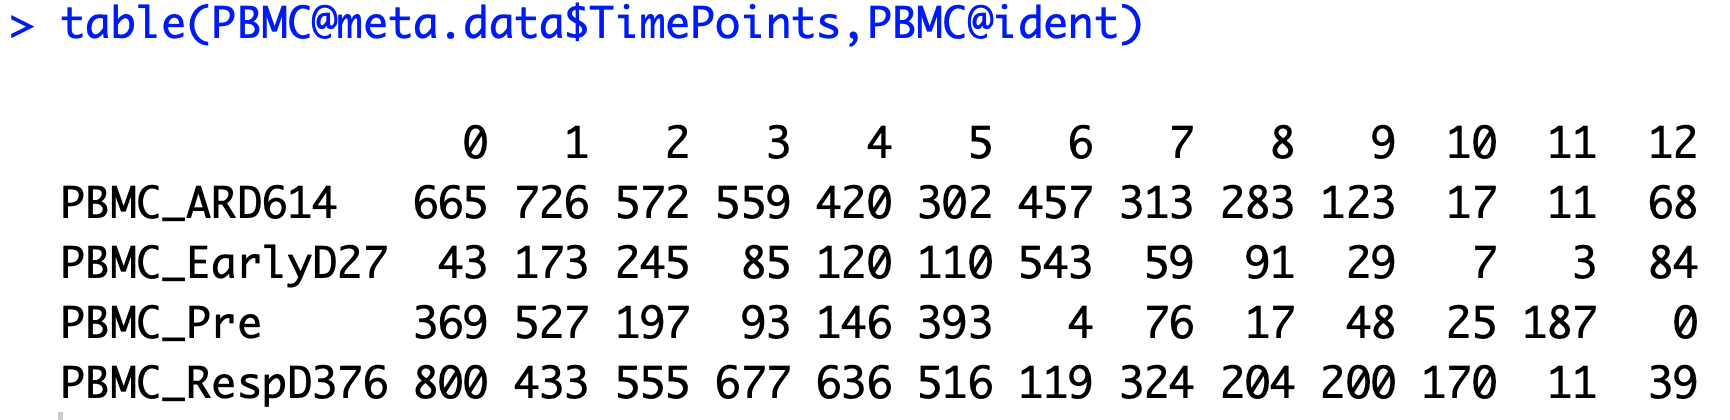 > table(PBMC@meta.data$TimePoints,PBMC@ident)
0 1 2 3 4 5 6 7 8 9 10 11 12
PBMC_ARD614 665 726 572 559 420 302 457 313 283 123 17 11 68
PBMC_EarlyD27 43 173 245 85 120 110 543 59 91 29 7 3 84
PBMC_Pre 369 527 197 93 146 393 4 76 17 48 25 187 0
PBMC_RespD376 800 433 555 677 636 516 119 324 204 200 170 11 39